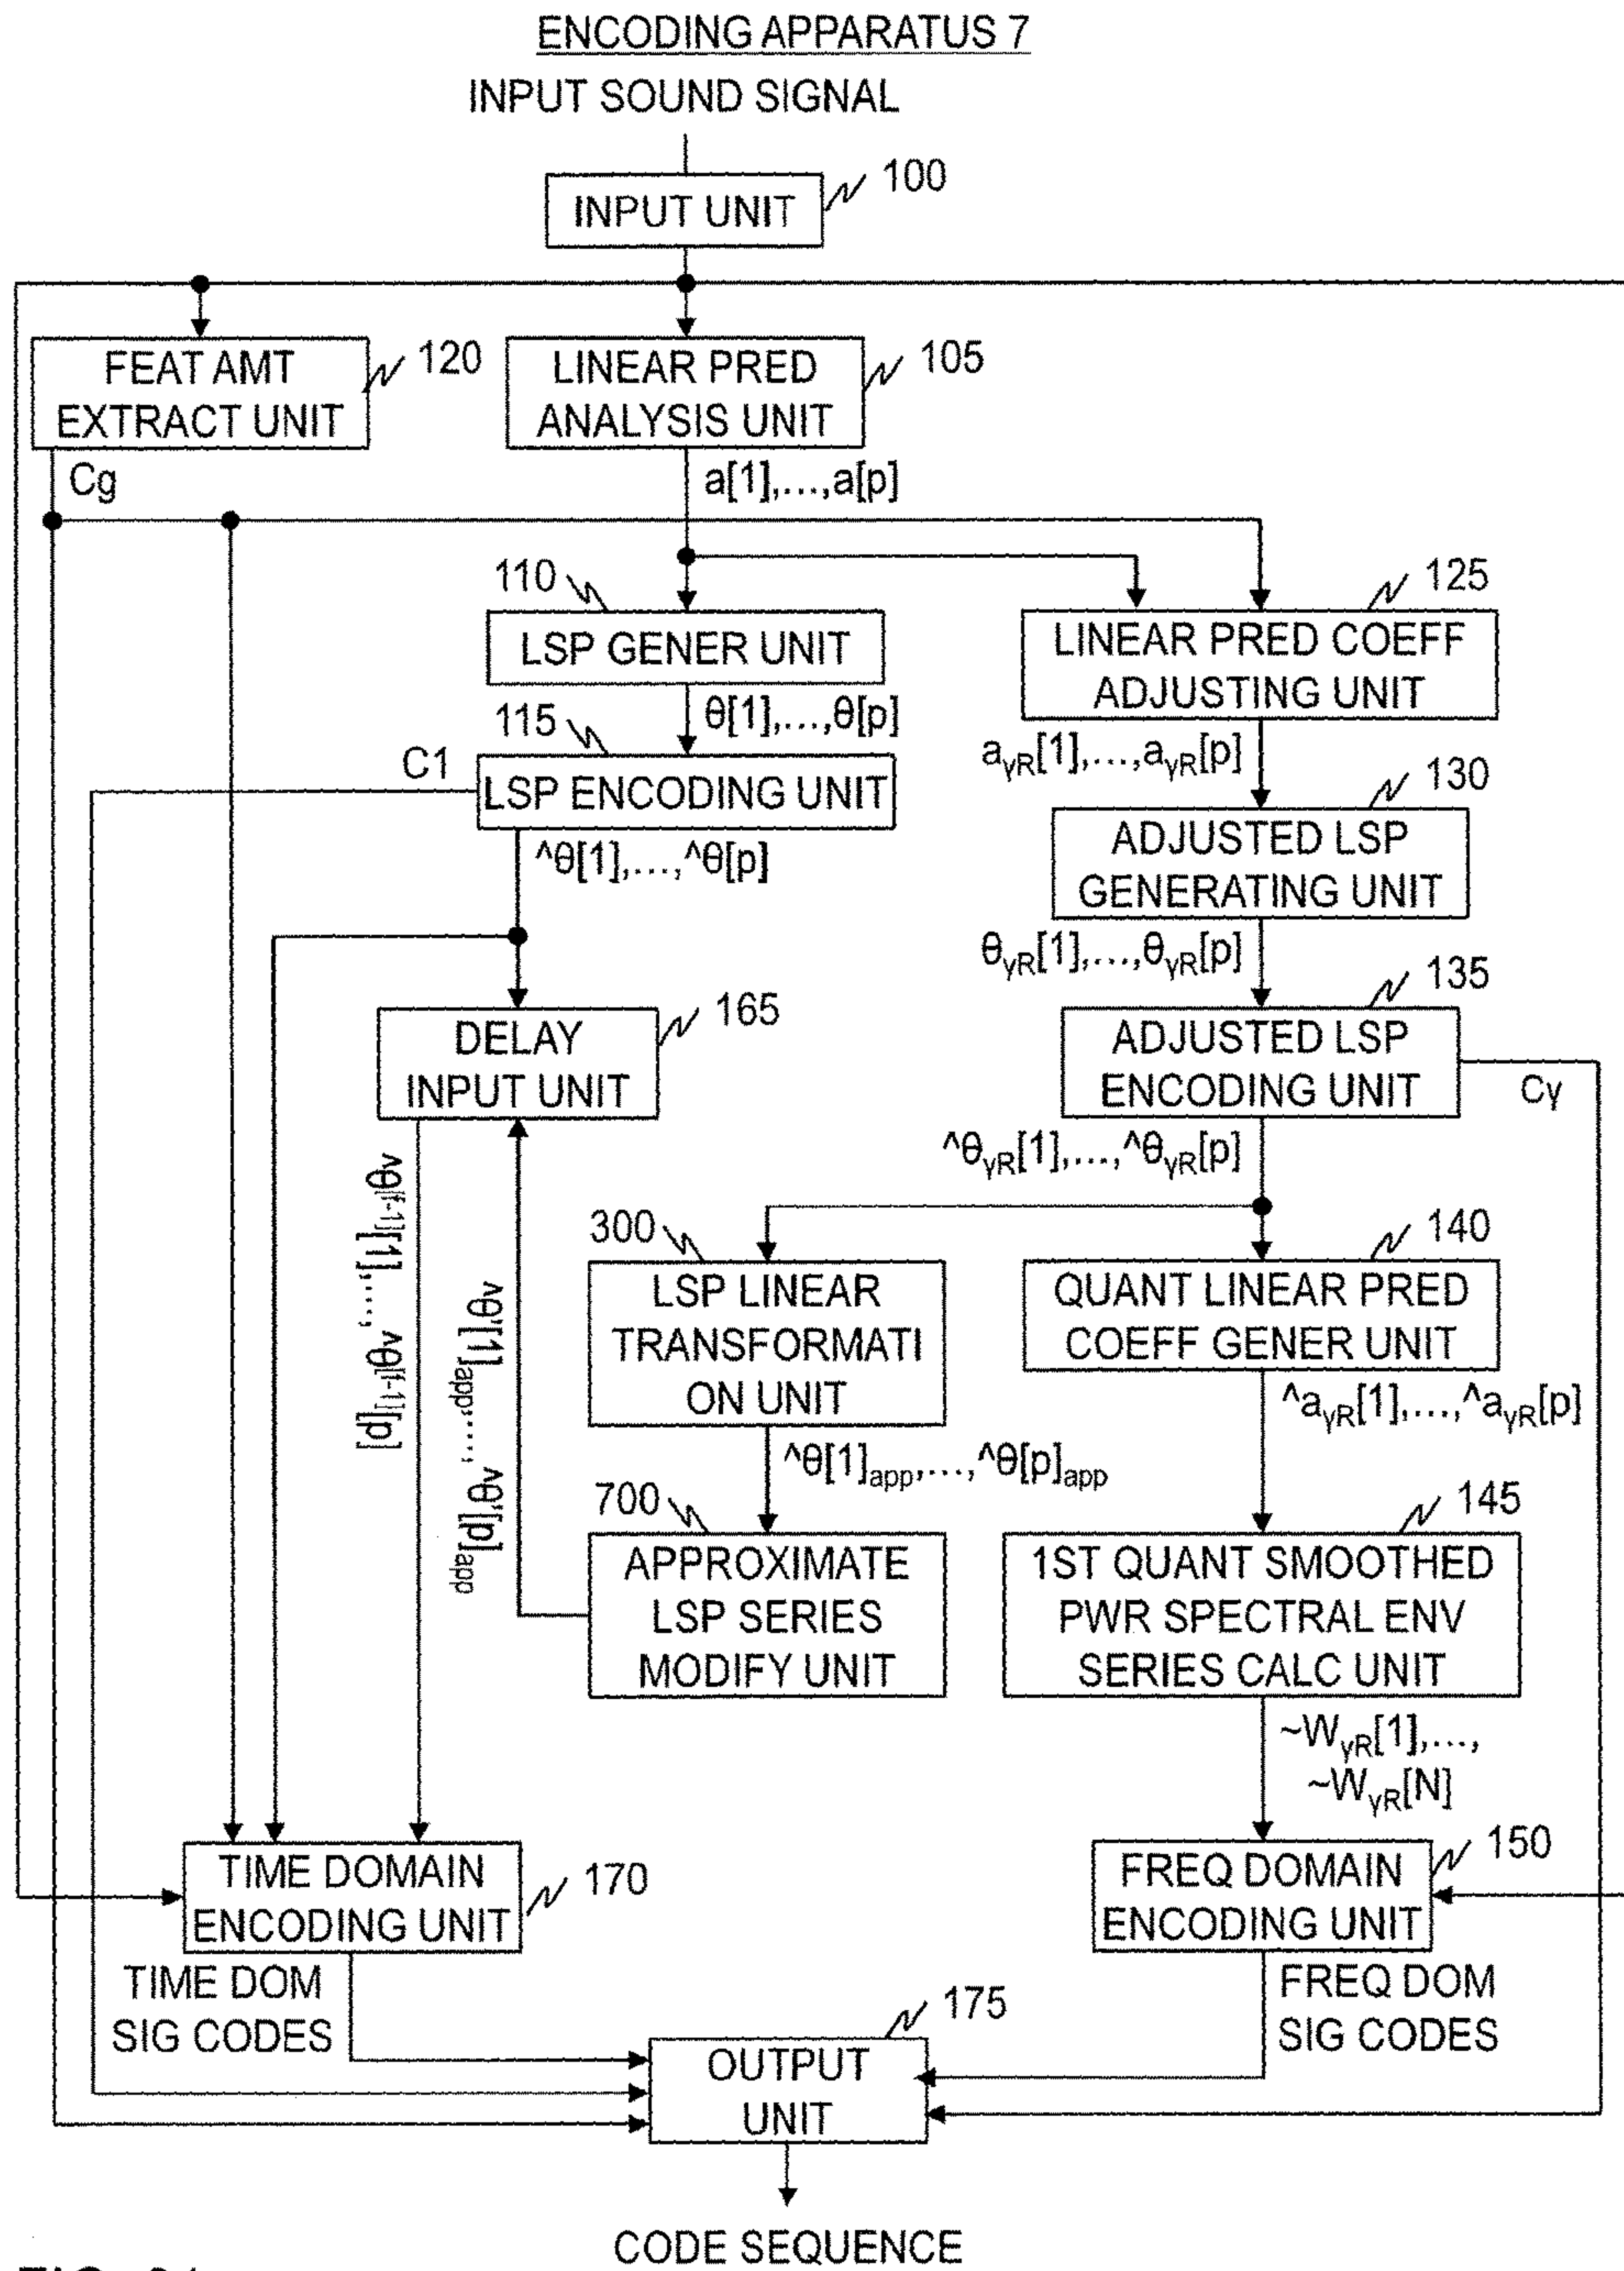 ENCODING APPARATUS 7
INPUT SOUND SIGNAL
100
INPUT UNIT
FEAT AMT
EXTRACT UNIT
120
LINEAR PRED
ANALYSIS UNIT
105
Cg
a[1],...,a[p]
110
LSP GENER UNIT
125
LINEAR PRED COEFF
ADJUSTING UNIT
θ[1],...,θ[p]
115
C1
LSP ENCODING UNIT
aγR[1],...,aγR[p]
130
ADJUSTED LSP
GENERATING UNIT
^θ[1],...,^θ[p]
θγR[1],...,θγR[p]
135
165
DELAY
INPUT UNIT
ADJUSTED LSP
ENCODING UNIT
Cγ
^θγR[1],...,^θγR[p]
^θ[f-1][1],...,^θ[f-1][p]
^θ'[1]app,...,^θ'[p]app
300
LSP LINEAR
TRANSFORMATI
ON UNIT
140
QUANT LINEAR PRED
COEFF GENER UNIT
^aγR[1],...,^aγR[p]
^θ[1]app,...,^θ[p]app
700
APPROXIMATE
LSP SERIES
MODIFY UNIT
145
1ST QUANT SMOOTHED
PWR SPECTRAL ENV
SERIES CALC UNIT
~WγR[1],...,
~WγR[N]
TIME DOMAIN
ENCODING UNIT
170
150
FREQ DOMAIN
ENCODING UNIT
TIME DOM
SIG CODES
FREQ DOM
SIG CODES
175
OUTPUT
UNIT
CODE SEQUENCE